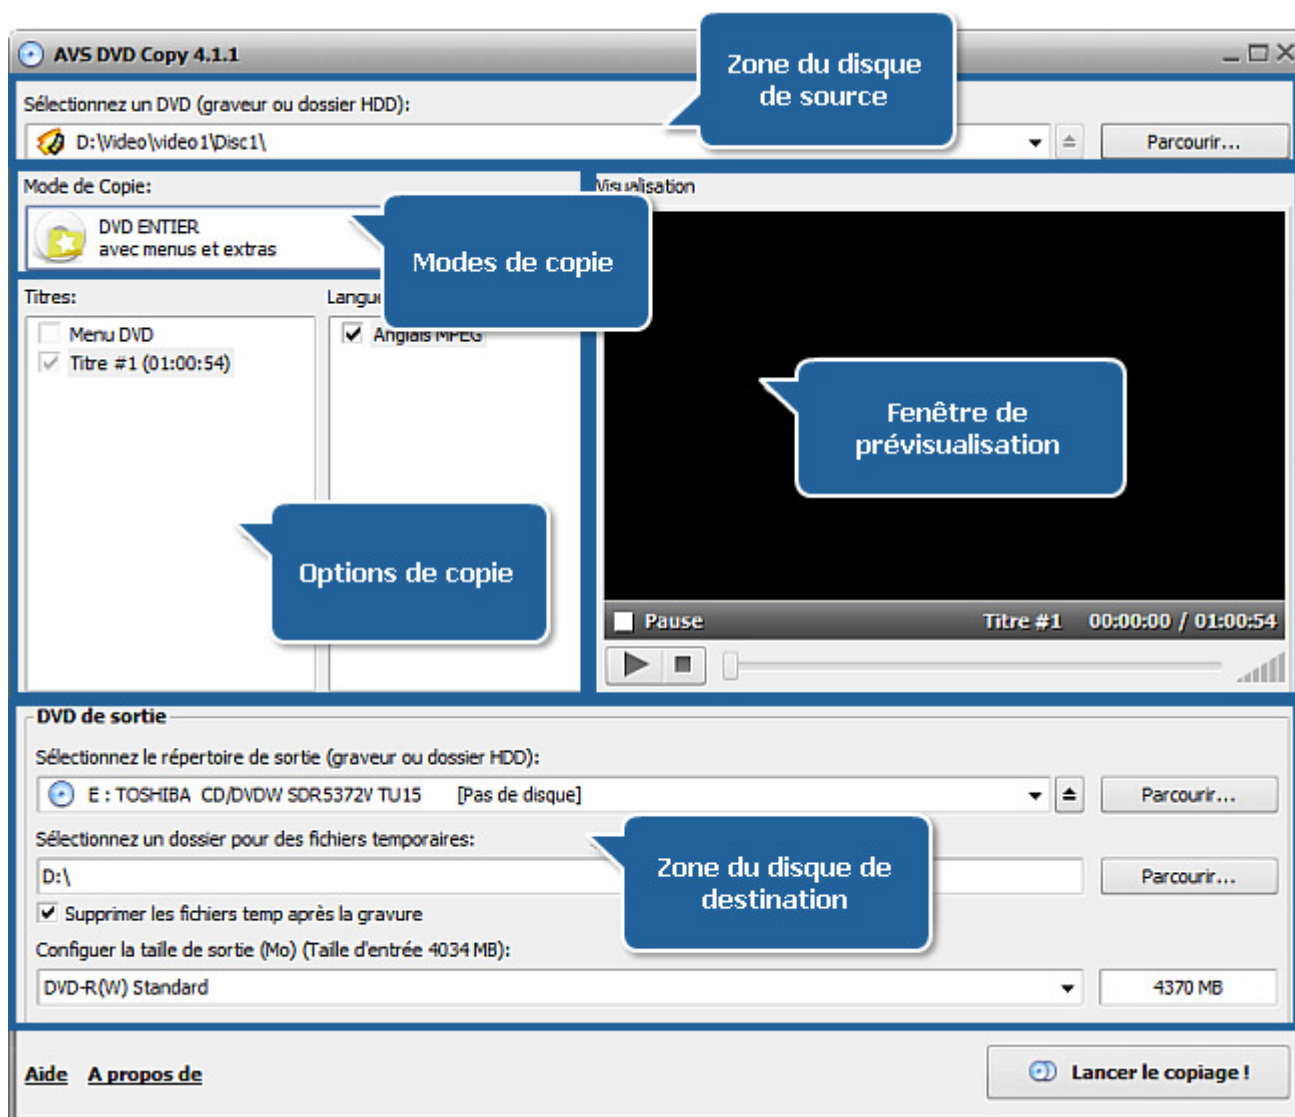 AVS DVD Copy 4.1.1
Zone du disque
de source
Sélectionnez un DVD (graveur ou dossier HDD):
D:\Video\video1\Disc1\
Parcourir...
Mode de Copie:
Visualisation
DVD ENTIER
avec menus et extras
Modes de copie
Titres:
Menu DVD
Anglais MPEG
Titre #1 (01:00:54)
Fenêtre de
prévisualisation
Options de copie
Pause
Titre #1
00:00:00 / 01:00:54
DVD de sortie
Sélectionnez le répertoire de sortie (graveur ou dossier HDD):
E : TOSHIBA CD/DVDW SDR5372V TU15 [Pas de disque]
Parcourir...
Sélectionnez un dossier pour des fichiers temporaires:
Zone du disque de
destination
D:\
Parcourir...
Supprimer les fichiers temp après la gravure
Configuer la taille de sortie (Mo) (Taille d'entrée 4034 MB):
DVD-R(W) Standard
4370 MB
Aide
A propos de
Lancer le copiage !